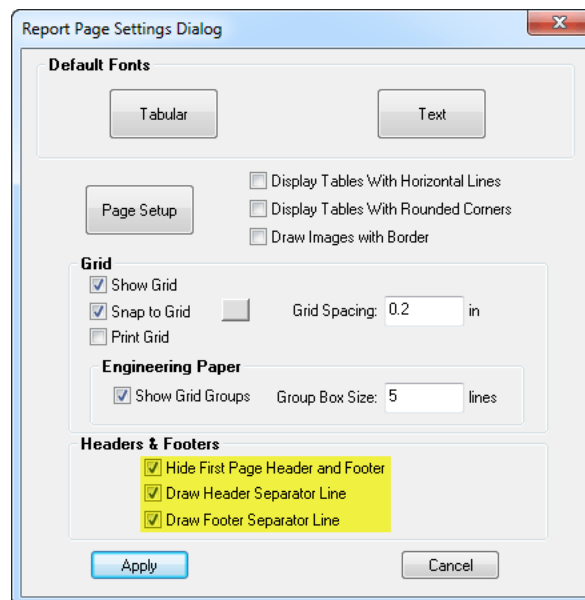 Report Page Settings Dialog
Default Fonts
Tabular
Text
Page Setup
Display Tables With Horizontal Lines
Display Tables With Rounded Corners
Draw Images with Border
Grid
Show Grid
Snap to Grid
Grid Spacing: 0.2 in
Print Grid
Engineering Paper
Show Grid Groups
Group Box Size: 5 lines
Headers & Footers
Hide First Page Header and Footer
Draw Header Separator Line
Draw Footer Separator Line
Apply
Cancel